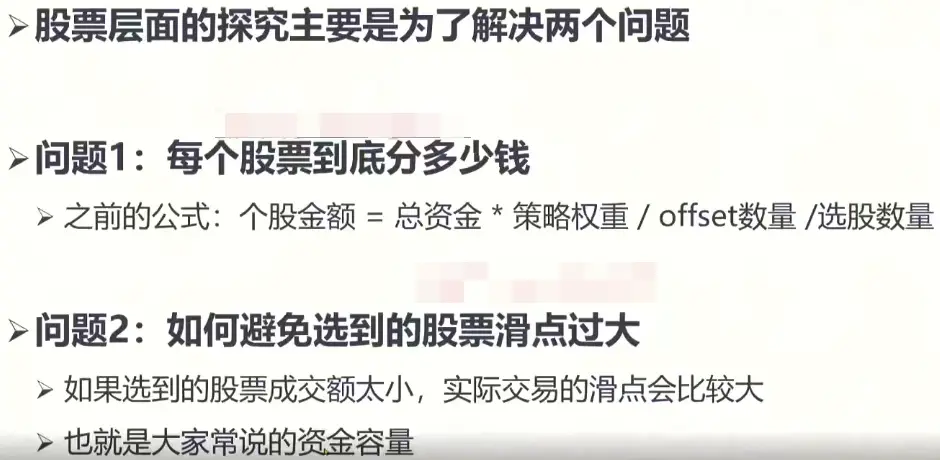 股票层面的探究主要是为了解决两个问题
问题1：每个股票到底分多少钱
之前的公式：个股金额 = 总资金 * 策略权重 / offset数量 /选股数量
问题2：如何避免选到的股票滑点过大
如果选到的股票成交额太小，实际交易的滑点会比较大
也就是大家常说的资金容量